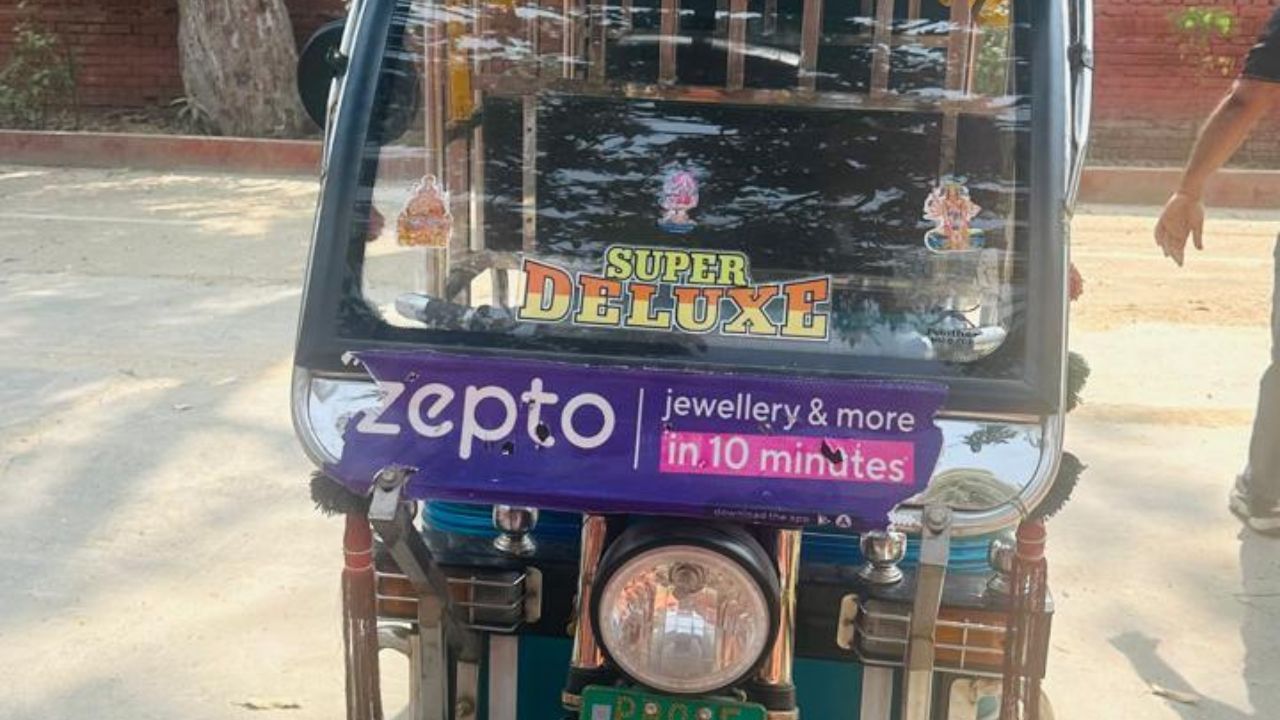 SUPER
DELUXE
zepto
jewellery & more
in 10 minutes
download the app